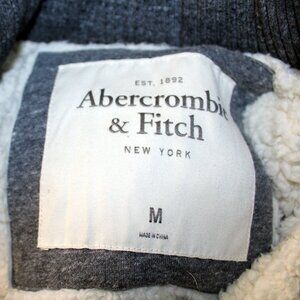 EST. 1892
Abercrombie
& Fitch
NEW YORK
M
MADE IN CHINA